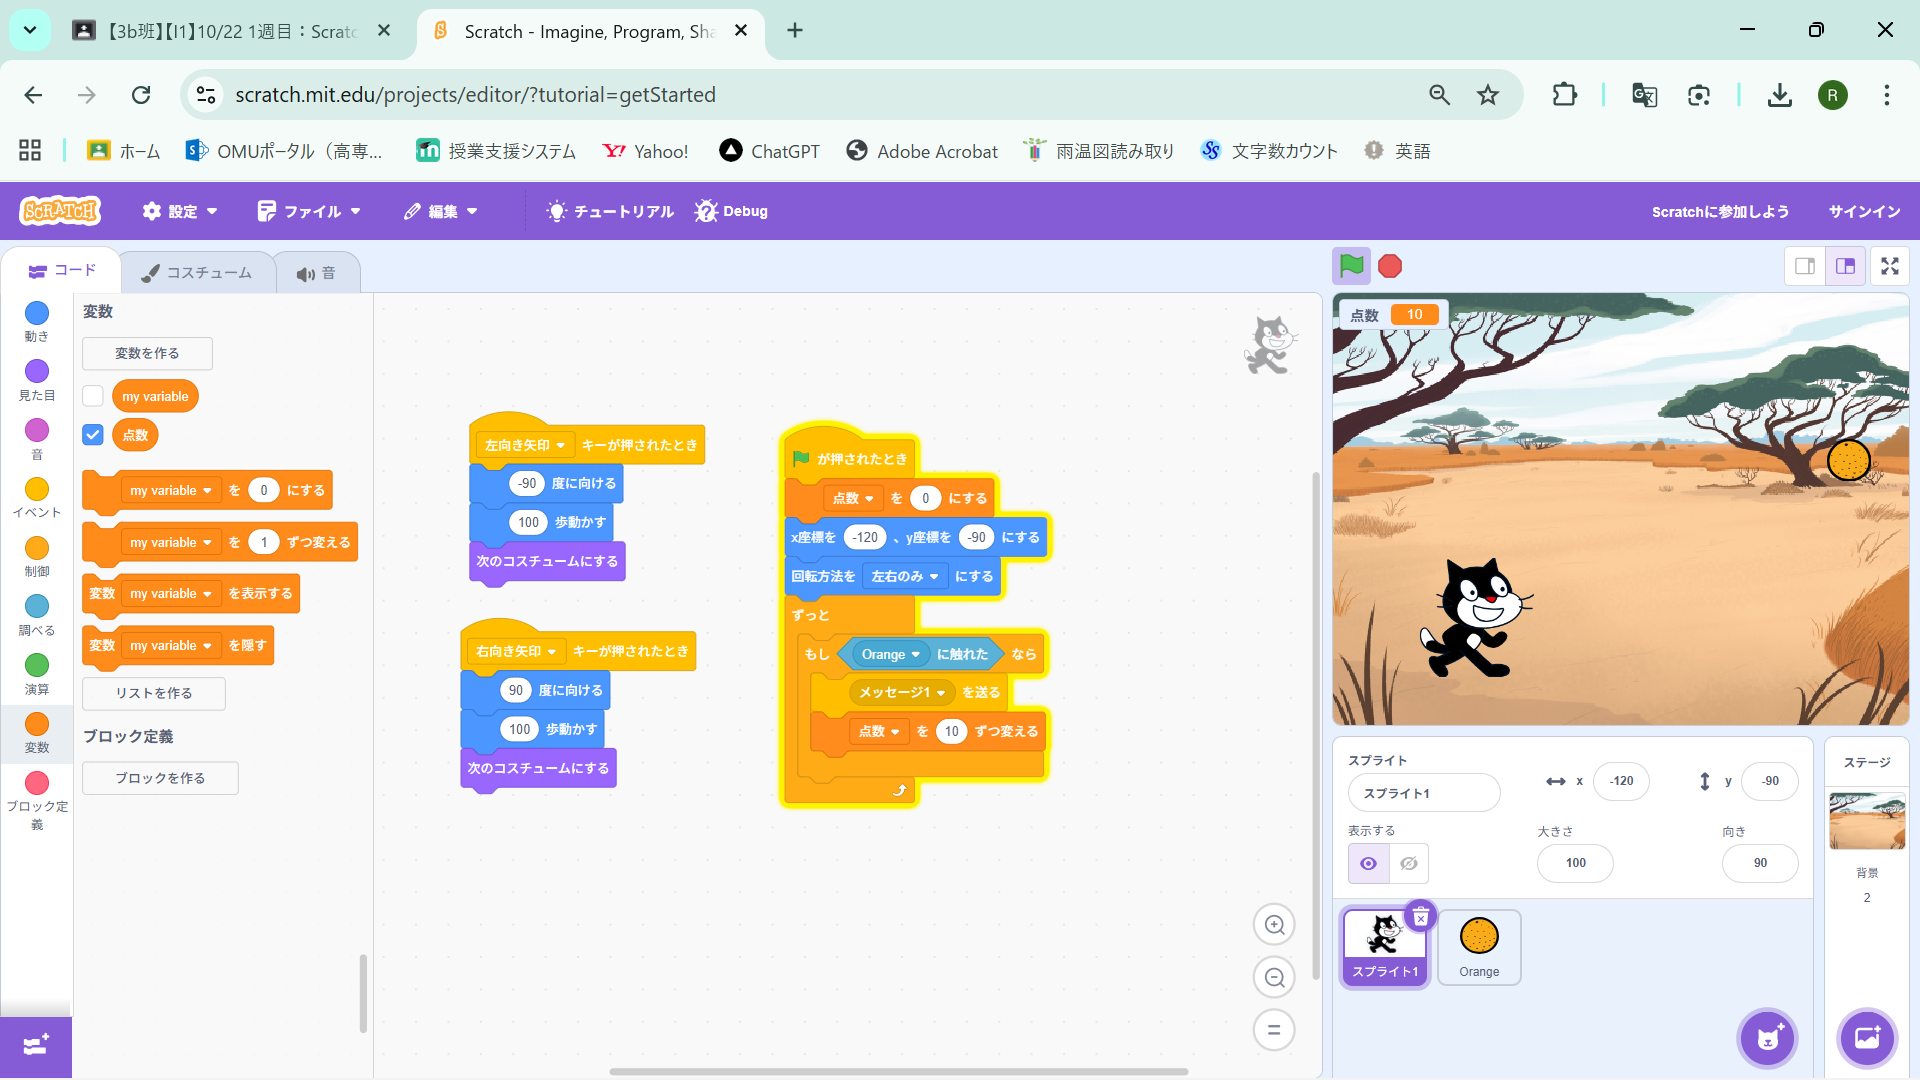 【3b班】【I1】10/22 1週目：Scratc
Scratch - Imagine, Program, Sha
scratch.mit.edu/projects/editor/?tutorial=getStarted
R
ホーム
OMUポータル（高専...
授業支援システム
Yahoo!
ChatGPT
Adobe Acrobat
雨温図読み取り
文字数カウント
英語
SCRATCH
設定
ファイル
編集
チュートリアル
Debug
Scratchに参加しよう
サインイン
コード
コスチューム
音
動き
見た目
音
イベント
制御
調べる
演算
変数
ブロック定
義
変数
変数を作る
my variable
点数
my variable を 0 にする
my variable を 1 ずつ変える
変数 my variable を表示する
変数 my variable を隠す
リストを作る
ブロック定義
ブロックを作る
左向き矢印 キーが押されたとき
-90 度に向ける
100 歩動かす
次のコスチュームにする
右向き矢印 キーが押されたとき
90 度に向ける
100 歩動かす
次のコスチュームにする
が押されたとき
点数 を 0 にする
x座標を -120 、y座標を -90 にする
回転方法を 左右のみ にする
ずっと
もし Orange に触れた なら
メッセージ1 を送る
点数 を 10 ずつ変える
点数 10
スプライト
スプライト1
x -120
y -90
表示する
大きさ
100
向き
90
スプライト1
Orange
ステージ
背景
2